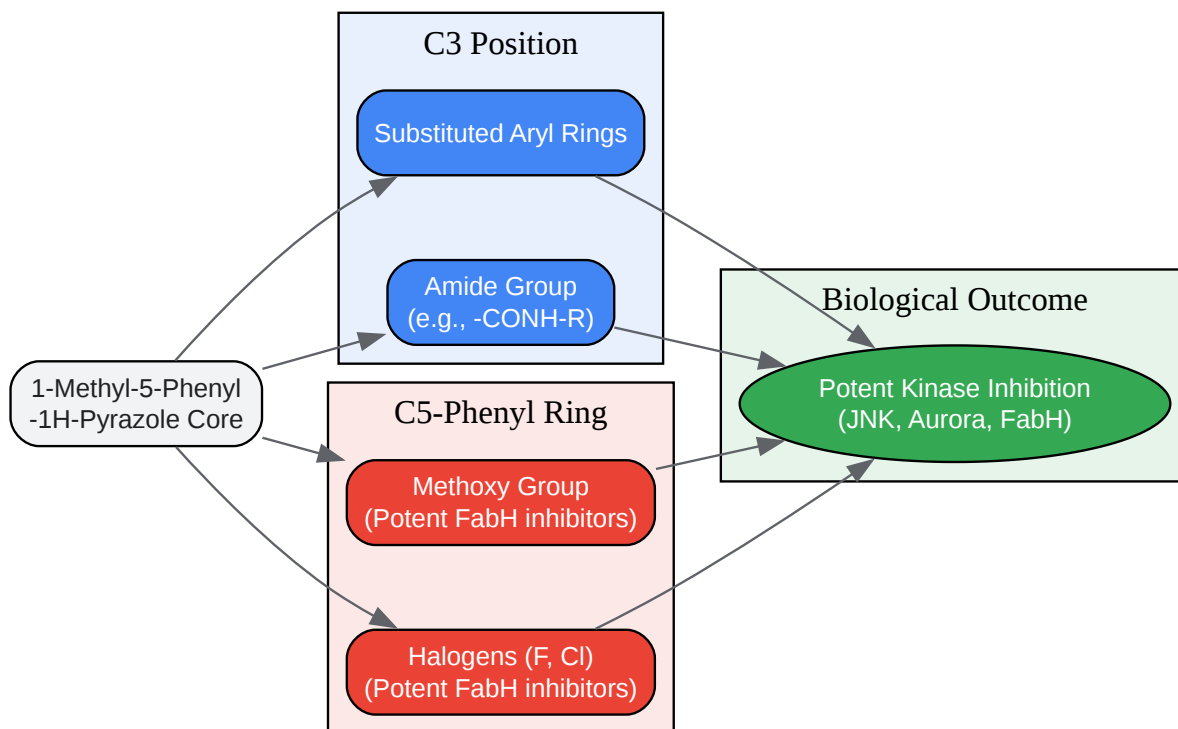 C3 Position
Substituted Aryl Rings
Amide Group
(e.g., -CONH-R)
1-Methyl-5-Phenyl
-1H-Pyrazole Core
C5-Phenyl Ring
Methoxy Group
(Potent FabH inhibitors)
Halogens (F, Cl)
(Potent FabH inhibitors)
Biological Outcome
Potent Kinase Inhibition
(JNK, Aurora, FabH)